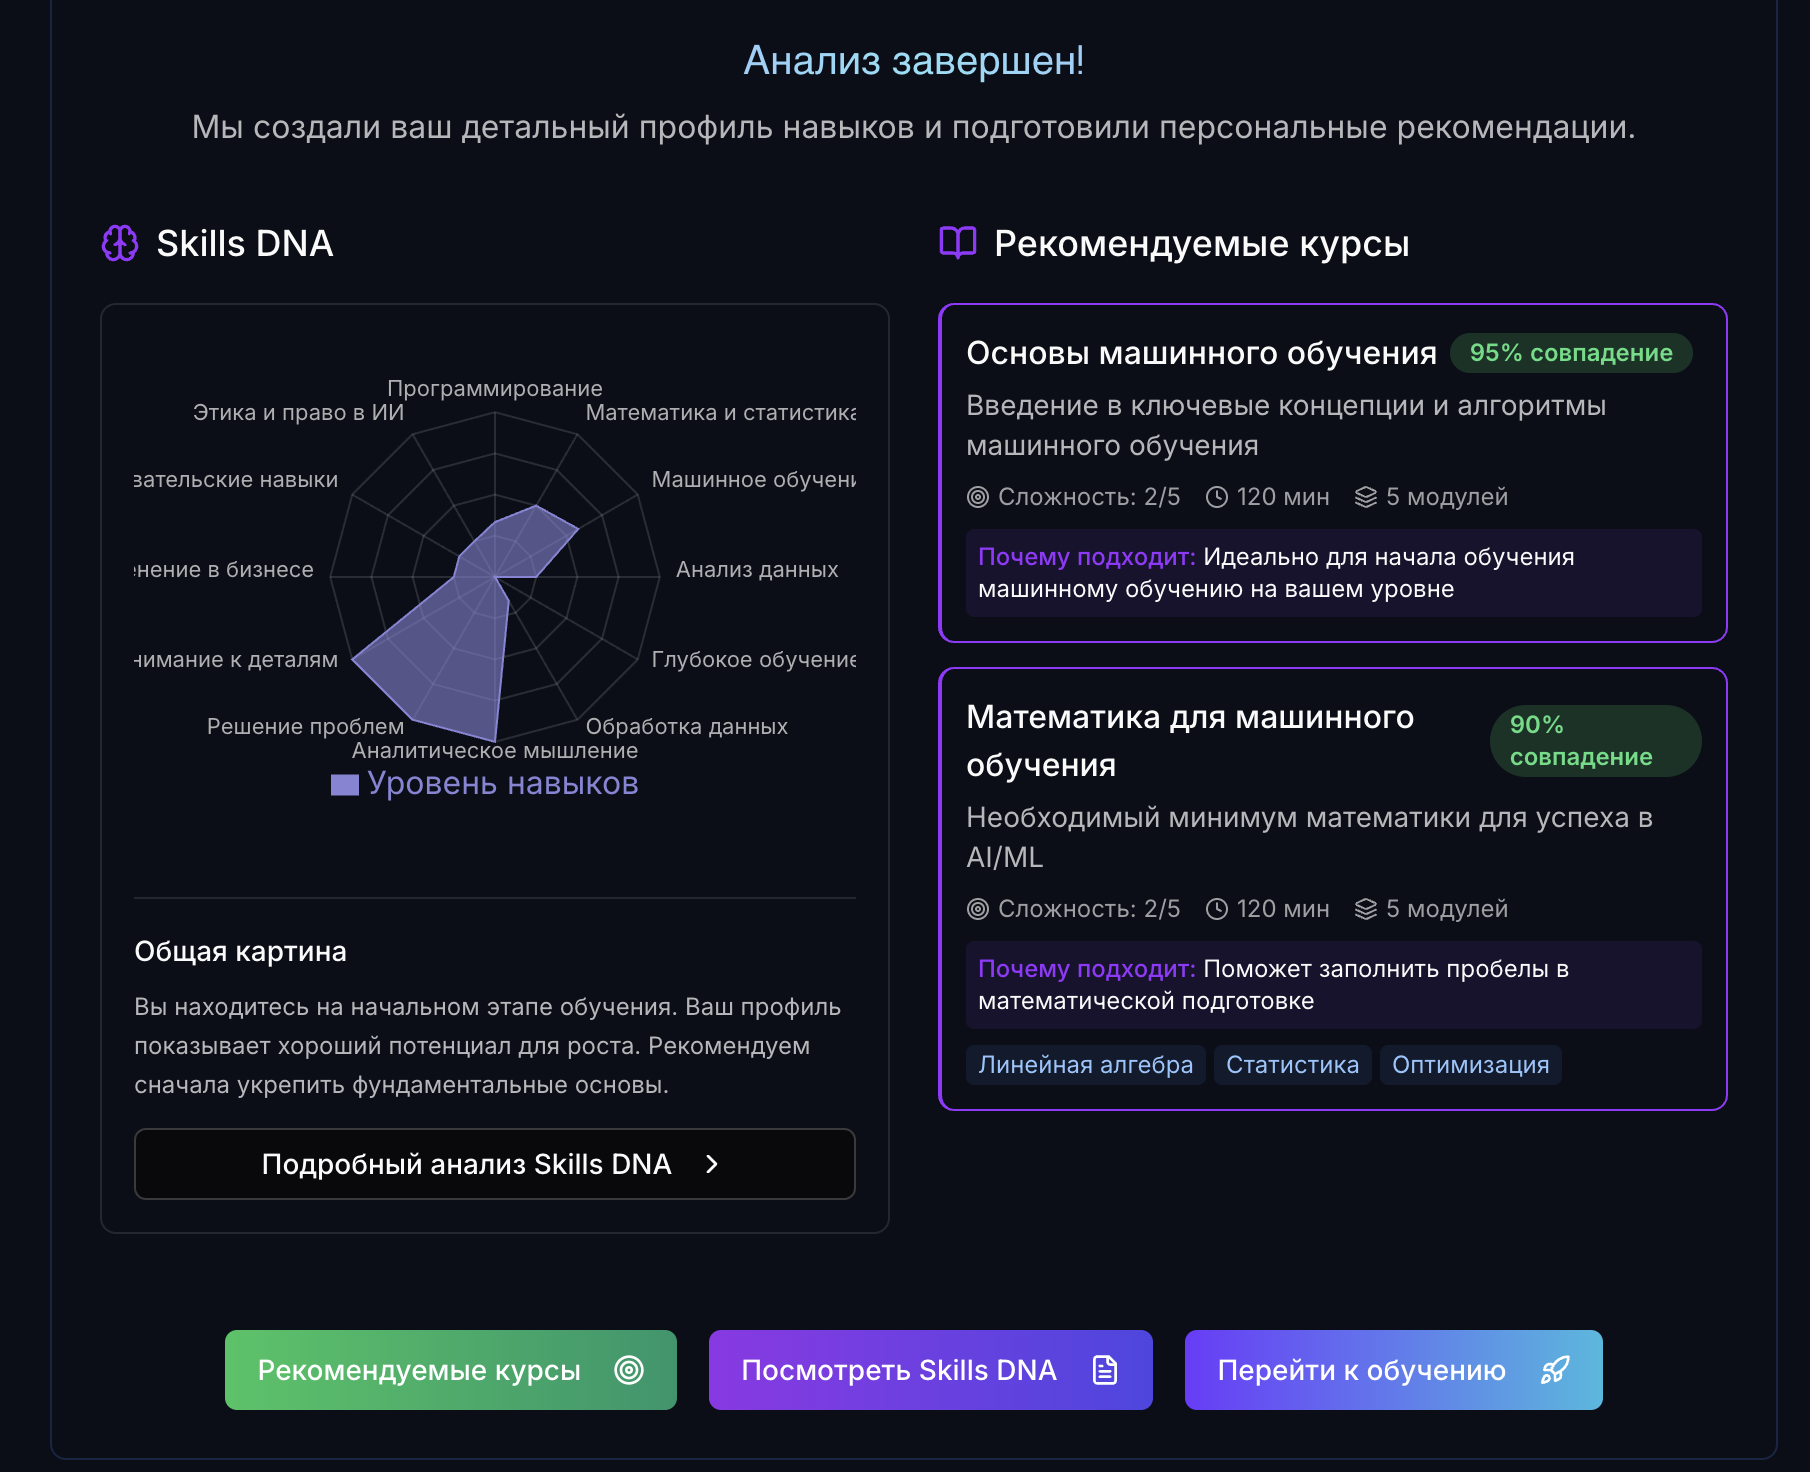 Анализ завершен!
Мы создали ваш детальный профиль навыков и подготовили персональные рекомендации.
Skills DNA
Программирование
Этика и право в ИИ
Математика и статистика
вательские навыки
Машинное обучени
нение в бизнесе
Анализ данных
нимание к деталям
Глубокое обучение
Решение проблем
Обработка данных
Аналитическое мышление
Уровень навыков
Общая картина
Вы находитесь на начальном этапе обучения. Ваш профиль
показывает хороший потенциал для роста. Рекомендуем
сначала укрепить фундаментальные основы.
Подробный анализ Skills DNA
Рекомендуемые курсы
Основы машинного обучения
95% совпадение
Введение в ключевые концепции и алгоритмы
машинного обучения
Сложность: 2/5 120 мин 5 модулей
Почему подходит: Идеально для начала обучения
машинному обучению на вашем уровне
Математика для машинного
обучения
90%
совпадение
Необходимый минимум математики для успеха в
AI/ML
Сложность: 2/5 120 мин 5 модулей
Почему подходит: Поможет заполнить пробелы в
математической подготовке
Линейная алгебра Статистика Оптимизация
Рекомендуемые курсы
Посмотреть Skills DNA
Перейти к обучению